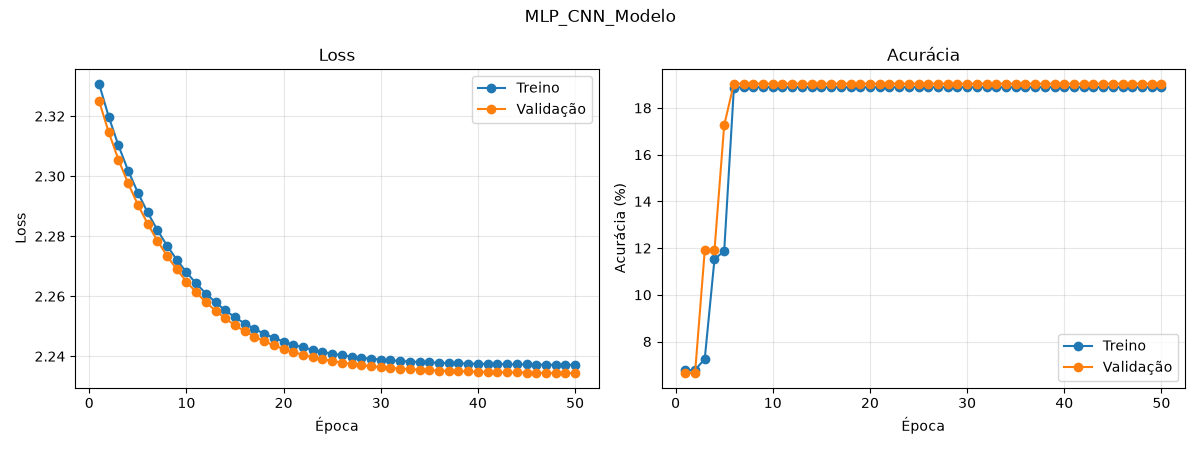 MLP_CNN_Modelo
Loss
Loss
2.32
2.30
2.28
2.26
2.24
0
10
20
30
40
50
Época
Treino
Validação
Acurácia
Acurácia (%)
18
16
14
12
10
8
0
10
20
30
40
50
Época
Treino
Validação